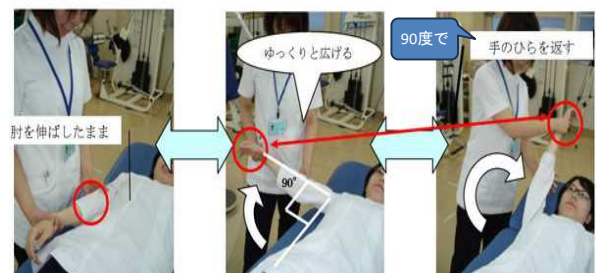 肘を伸ばしたまま
ゆっくりと広げる
90°
90度で
手のひらを返す